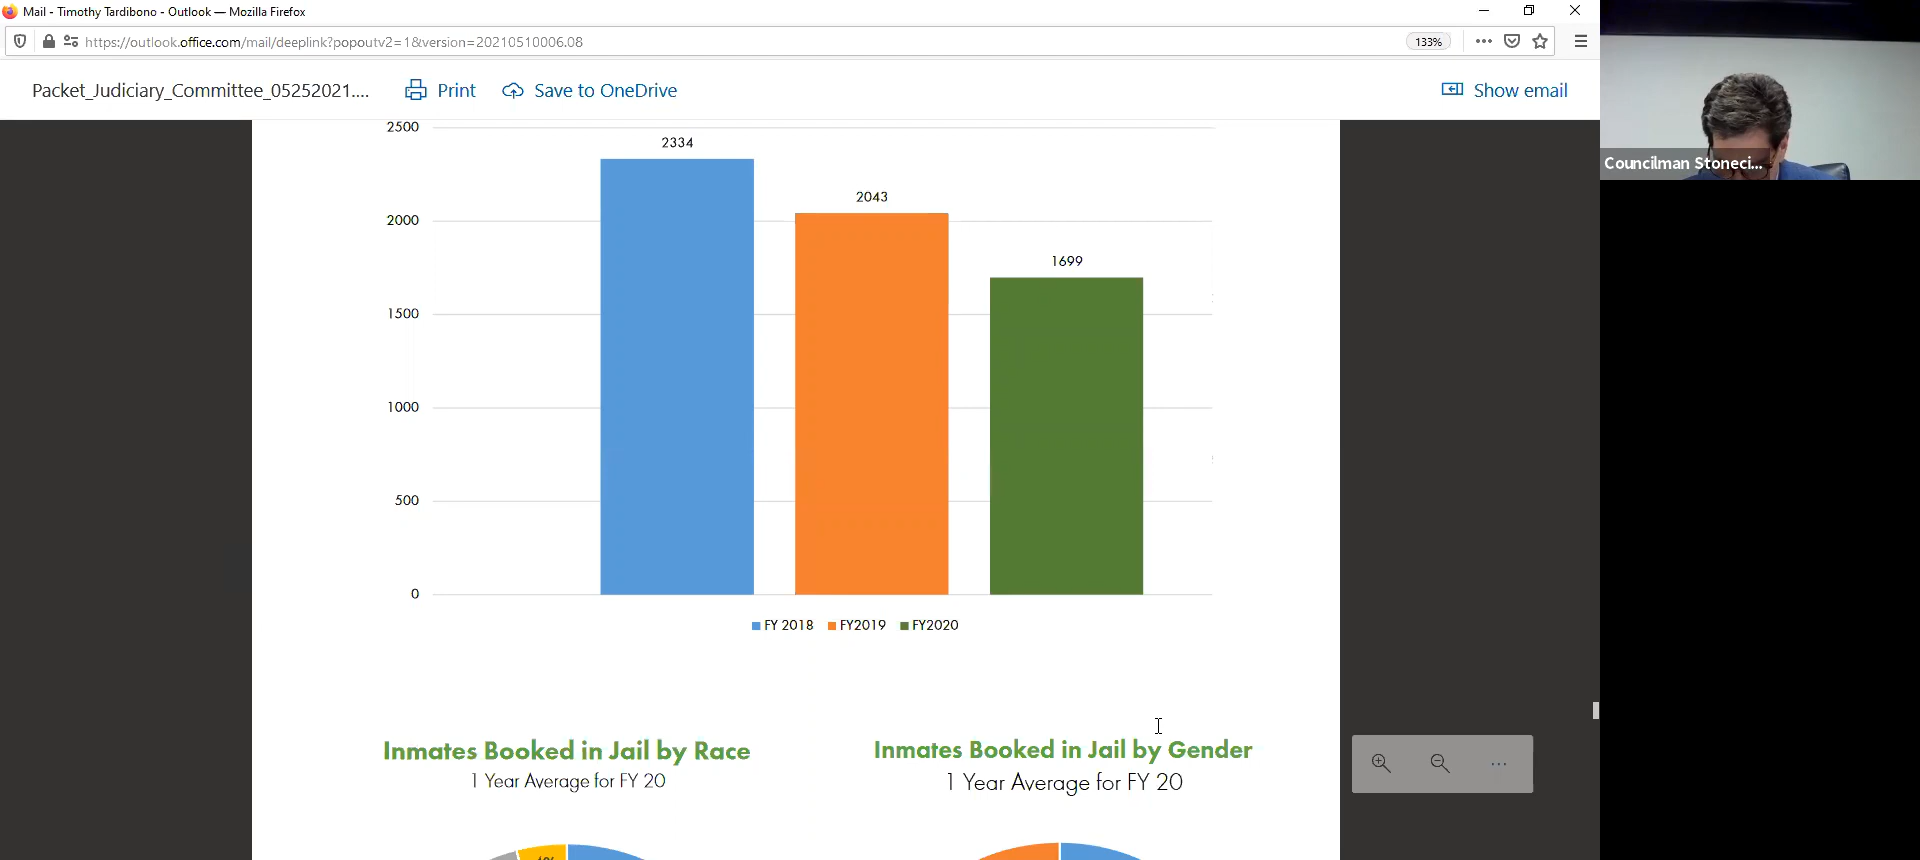 Mail - Timothy Tardibono - Outlook — Mozilla Firefox
https://outlook.office.com/mail/deeplink?popoutv2=1&version=20210510006.08
133%
Packet_Judiciary_Committee_05252021....
Print
Save to OneDrive
Show email
Councilman Stoneci...
2500
2334
2043
2000
1699
1500
1000
500
0
FY 2018 FY2019 FY2020
Inmates Booked in Jail by Race
1 Year Average for FY 20
Inmates Booked in Jail by Gender
1 Year Average for FY 20